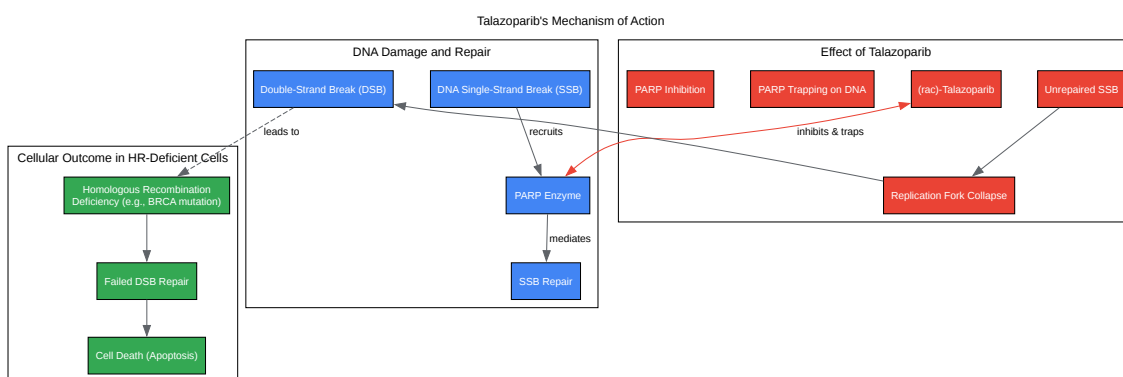 Talazoparib's Mechanism of Action
DNA Damage and Repair
Effect of Talazoparib
Double-Strand Break (DSB)
DNA Single-Strand Break (SSB)
PARP Inhibition
PARP Trapping on DNA
(rac)-Talazoparib
Unrepaired SSB
leads to
recruits
inhibits & traps
Cellular Outcome in HR-Deficient Cells
Homologous Recombination
Deficiency (e.g., BRCA mutation)
PARP Enzyme
Replication Fork Collapse
mediates
Failed DSB Repair
SSB Repair
Cell Death (Apoptosis)